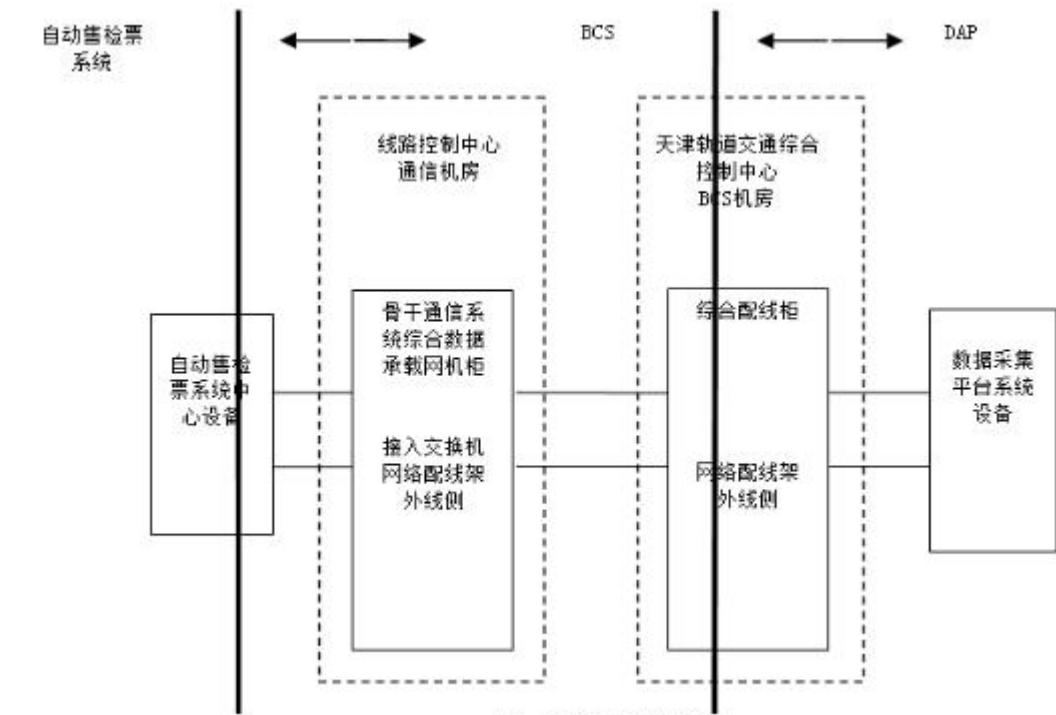 自动售检票
系统
BCS
DAP
线路控制中心
通信机房
天津轨道交通综合
控制中心
BCS机房
骨干通信系
统综合数据
承载网机柜
接入交换机
网络配线架
外线侧
综合配线柜
网络配线架
外线侧
自动售检
票系统中
心设备
数据采集
平台系统
设备